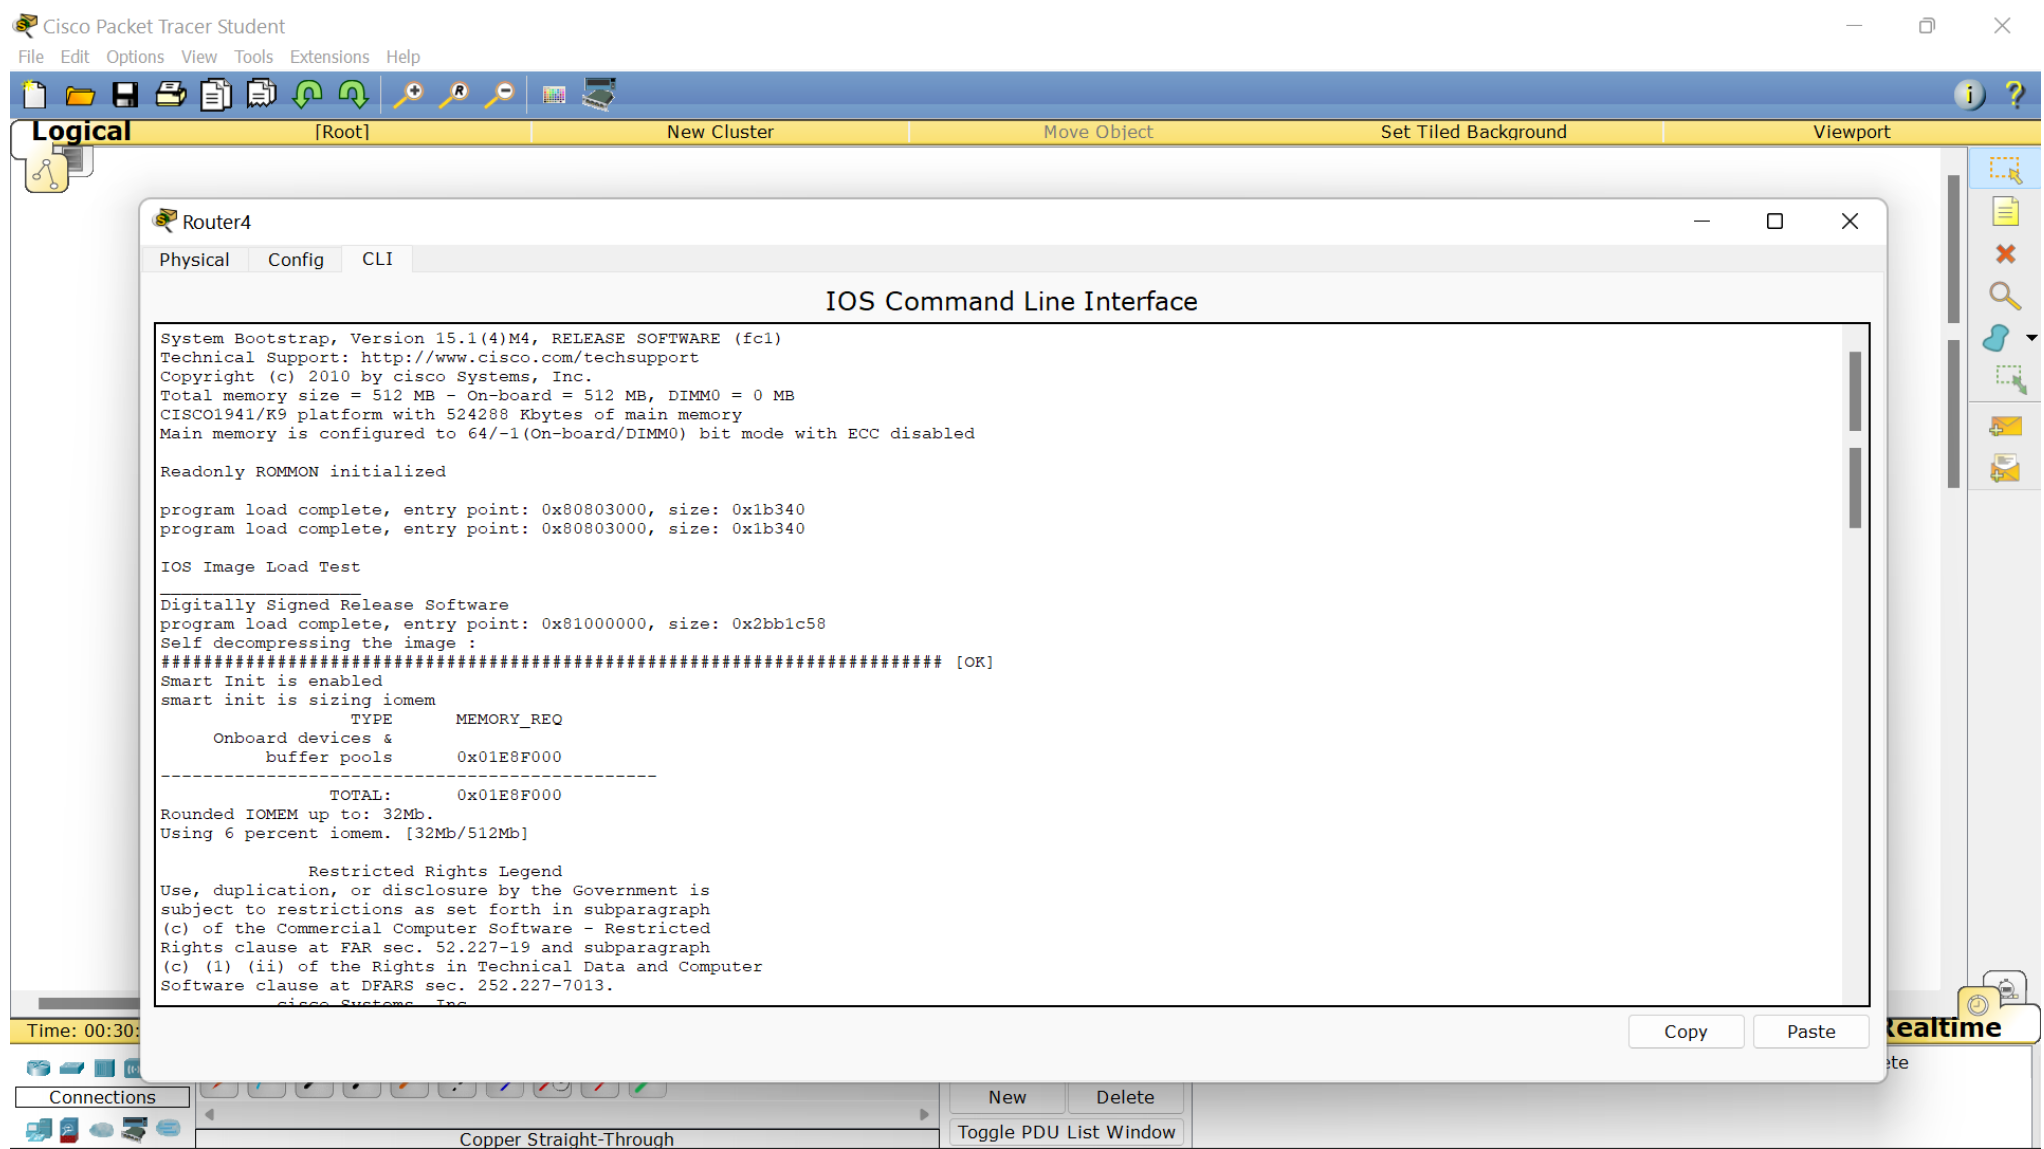 Cisco Packet Tracer Student
File Edit Options View Tools Extensions Help
Logical [Root] New Cluster Move Object Set Tiled Background Viewport
Router4
Physical Config CLI
IOS Command Line Interface
System Bootstrap, Version 15.1(4)M4, RELEASE SOFTWARE (fc1)
Technical Support: http://www.cisco.com/techsupport
Copyright (c) 2010 by cisco Systems, Inc.
Total memory size = 512 MB - On-board = 512 MB, DIMM0 = 0 MB
CISCO1941/K9 platform with 524288 Kbytes of main memory
Main memory is configured to 64/-1(On-board/DIMM0) bit mode with ECC disabled
Readonly ROMMON initialized
program load complete, entry point: 0x80803000, size: 0x1b340
program load complete, entry point: 0x80803000, size: 0x1b340
IOS Image Load Test
___________________
Digitally Signed Release Software
program load complete, entry point: 0x81000000, size: 0x2bb1c58
Self decompressing the image :
########################################################################## [OK]
Smart Init is enabled
smart init is sizing iomem
TYPE MEMORY_REQ
Onboard devices &
buffer pools 0x01E8F000
-----------------------------------------------
TOTAL: 0x01E8F000
Rounded IOMEM up to: 32Mb.
Using 6 percent iomem. [32Mb/512Mb]
Restricted Rights Legend
Use, duplication, or disclosure by the Government is
subject to restrictions as set forth in subparagraph
(c) of the Commercial Computer Software - Restricted
Rights clause at FAR sec. 52.227-19 and subparagraph
(c) (1) (ii) of the Rights in Technical Data and Computer
Software clause at DFARS sec. 252.227-7013.
cisco Systems, Inc.
Copy Paste
Time: 00:30: Realtime
Connections
New Delete
Toggle PDU List Window
Copper Straight-Through